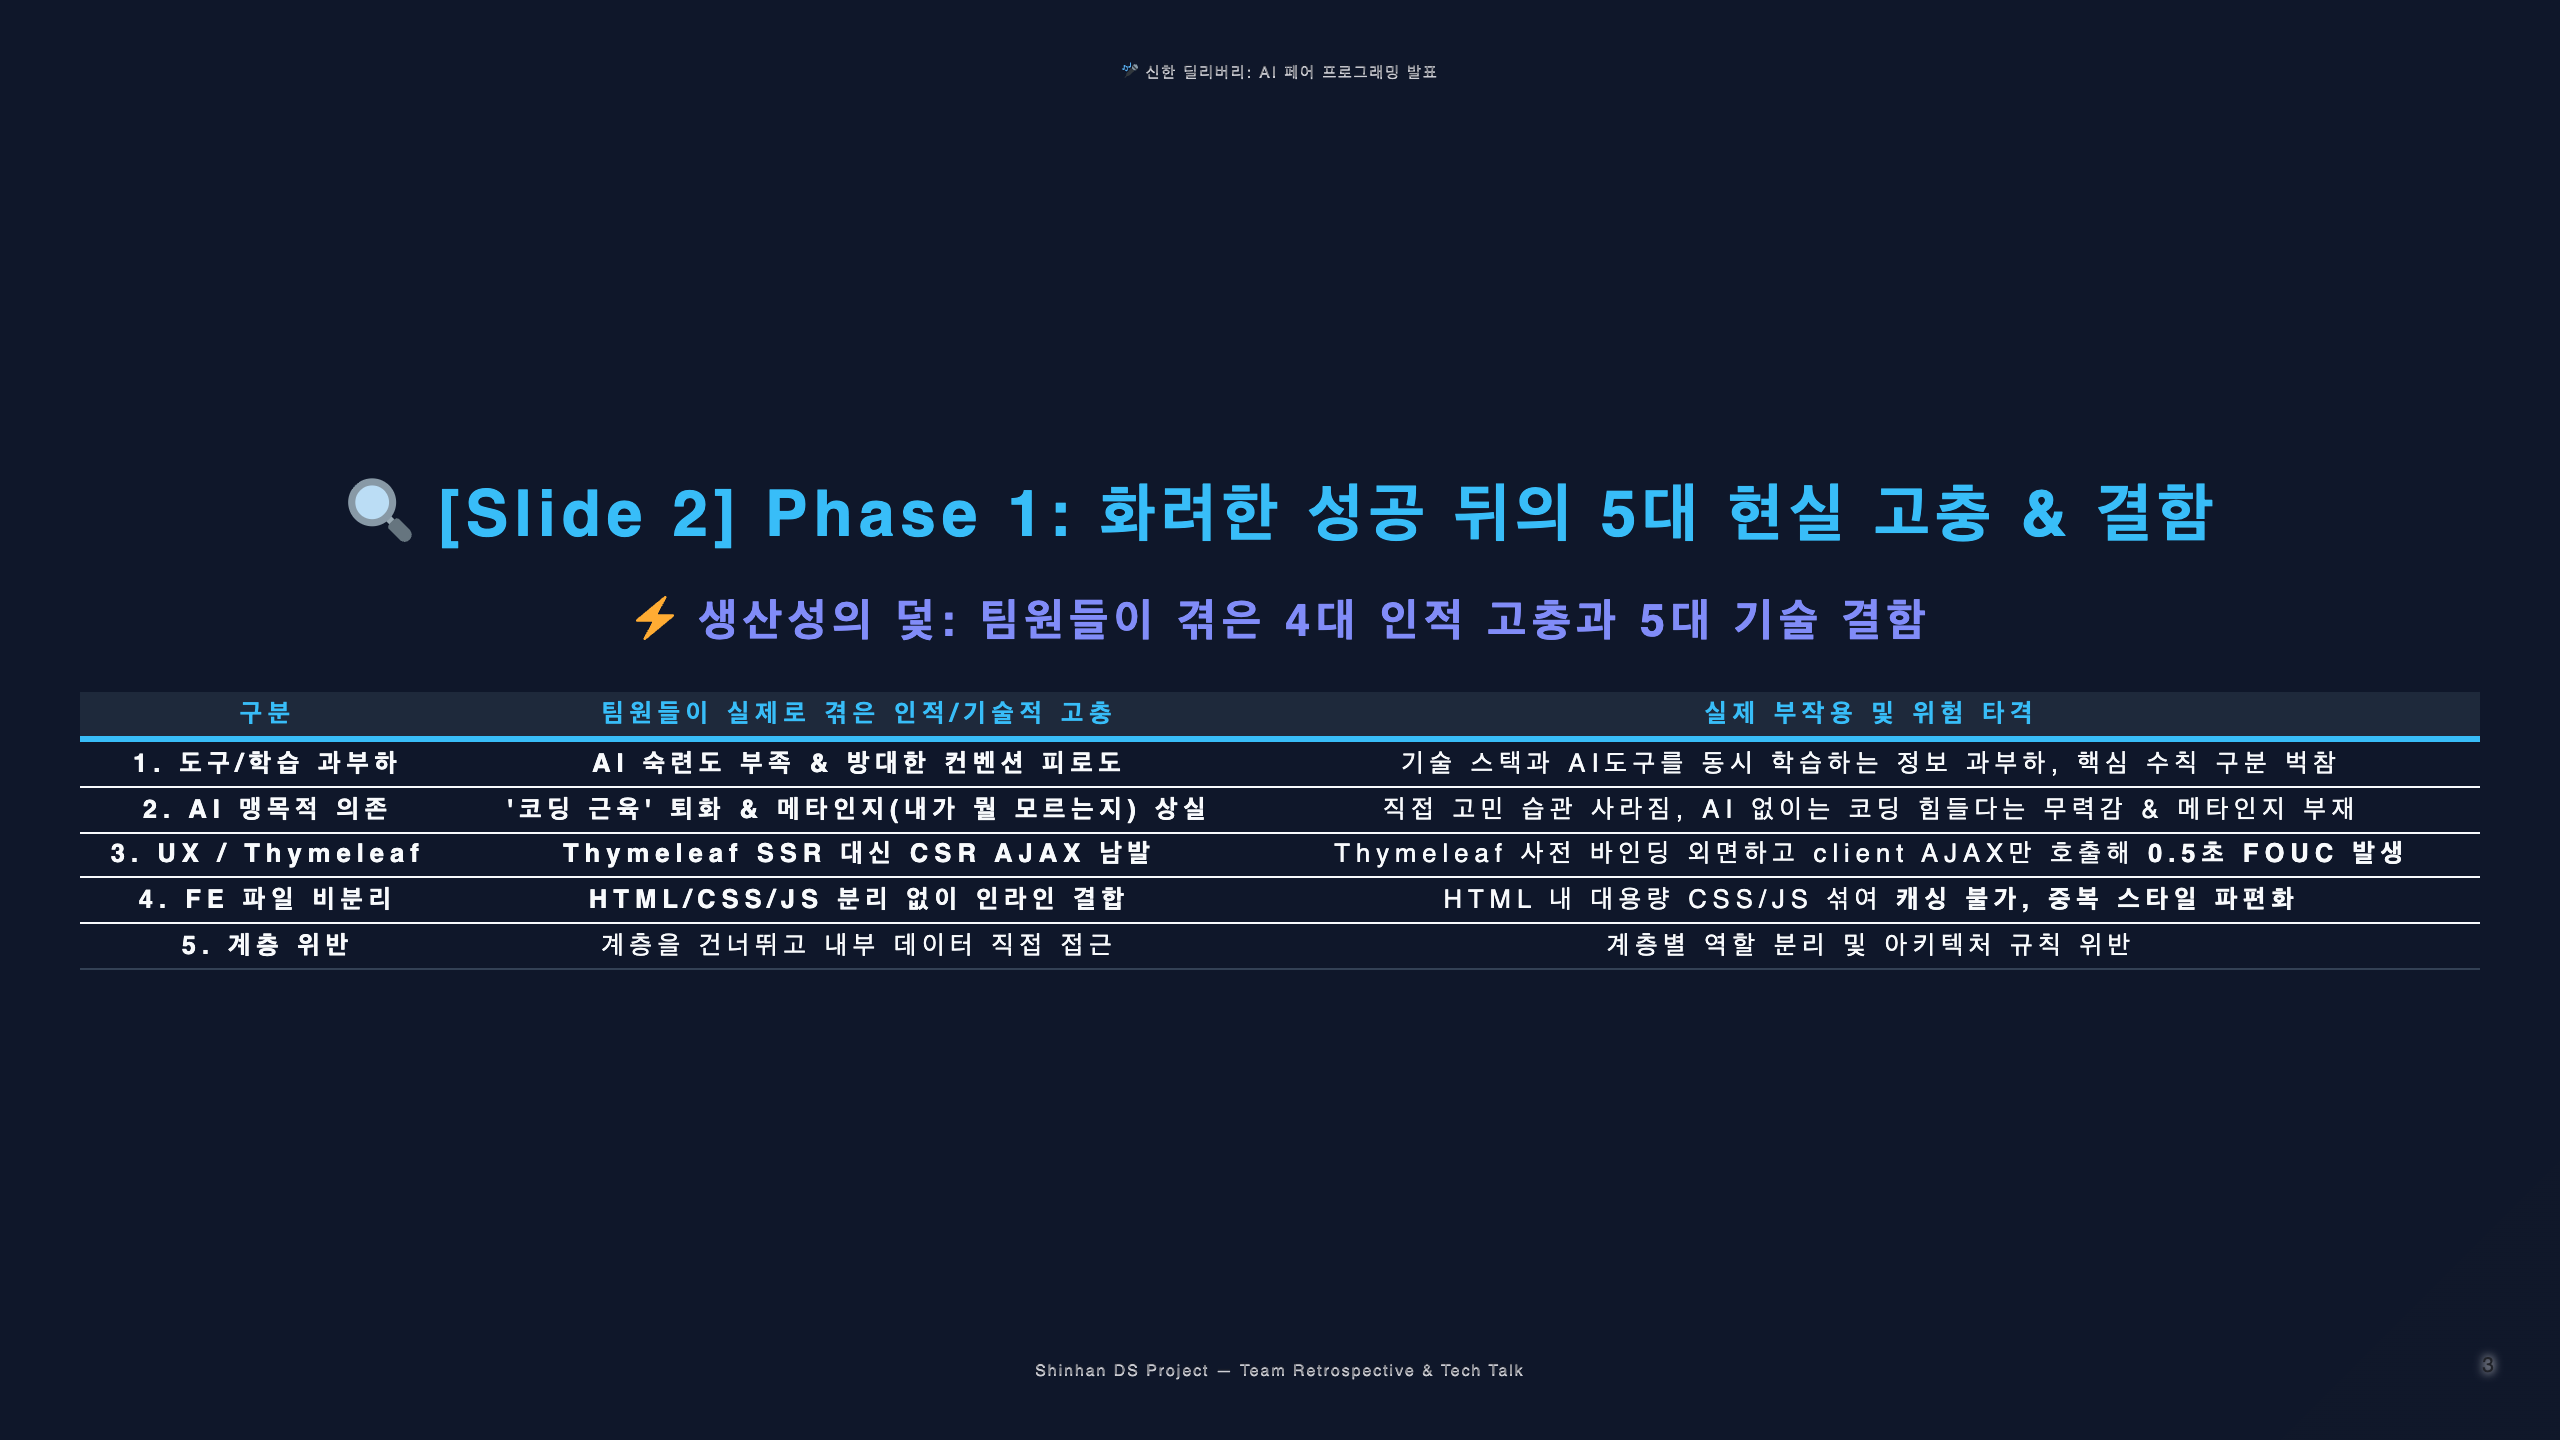 신한 딜리버리: AI 페어 프로그래밍 발표
[Slide 2] Phase 1: 화려한 성공 뒤의 5대 현실 고충 & 결함
생산성의 덫: 팀원들이 겪은 4대 인적 고충과 5대 기술 결함
구분 팀원들이 실제로 겪은 인적/기술적 고충 실제 부작용 및 위험 타격
1. 도구/학습 과부하 AI 숙련도 부족 & 방대한 컨벤션 피로도 기술 스택과 AI도구를 동시 학습하는 정보 과부하, 핵심 수칙 구분 벅참
2. AI 맹목적 의존 '코딩 근육' 퇴화 & 메타인지(내가 뭘 모르는지) 상실 직접 고민 습관 사라짐, AI 없이는 코딩 힘들다는 무력감 & 메타인지 부재
3. UX / Thymeleaf Thymeleaf SSR 대신 CSR AJAX 남발 Thymeleaf 사전 바인딩 외면하고 client AJAX만 호출해 0.5초 FOUC 발생
4. FE 파일 비분리 HTML/CSS/JS 분리 없이 인라인 결합 HTML 내 대용량 CSS/JS 섞여 캐싱 불가, 중복 스타일 파편화
5. 계층 위반 계층을 건너뛰고 내부 데이터 직접 접근 계층별 역할 분리 및 아키텍처 규칙 위반
Shinhan DS Project — Team Retrospective & Tech Talk
3